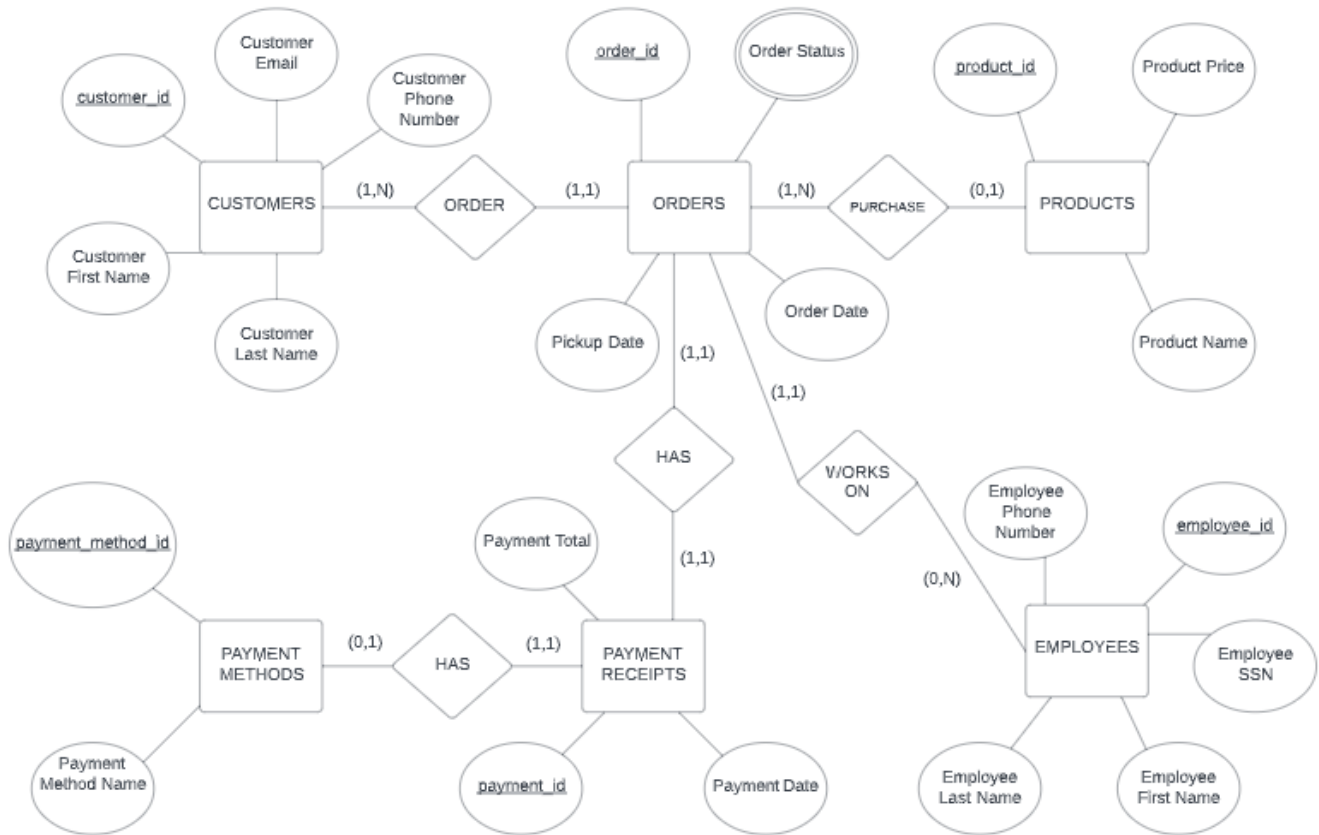 Customer
Email
order_id
Order Status
product_id
Product Price
customer_id
Customer
Phone
Number
CUSTOMERS
(1,N)
ORDER
(1,1)
ORDERS
(1,N)
PURCHASE
(0,1)
PRODUCTS
Customer
First Name
Customer
Last Name
Pickup Date
Order Date
Product Name
(1,1)
(1,1)
HAS
WORKS
ON
Employee
Phone
Number
employee_id
payment_method_id
Payment Total
(1,1)
(0,N)
PAYMENT
METHODS
(0,1)
HAS
(1,1)
PAYMENT
RECEIPTS
EMPLOYEES
Employee
SSN
Payment
Method Name
payment_id
Payment Date
Employee
Last Name
Employee
First Name